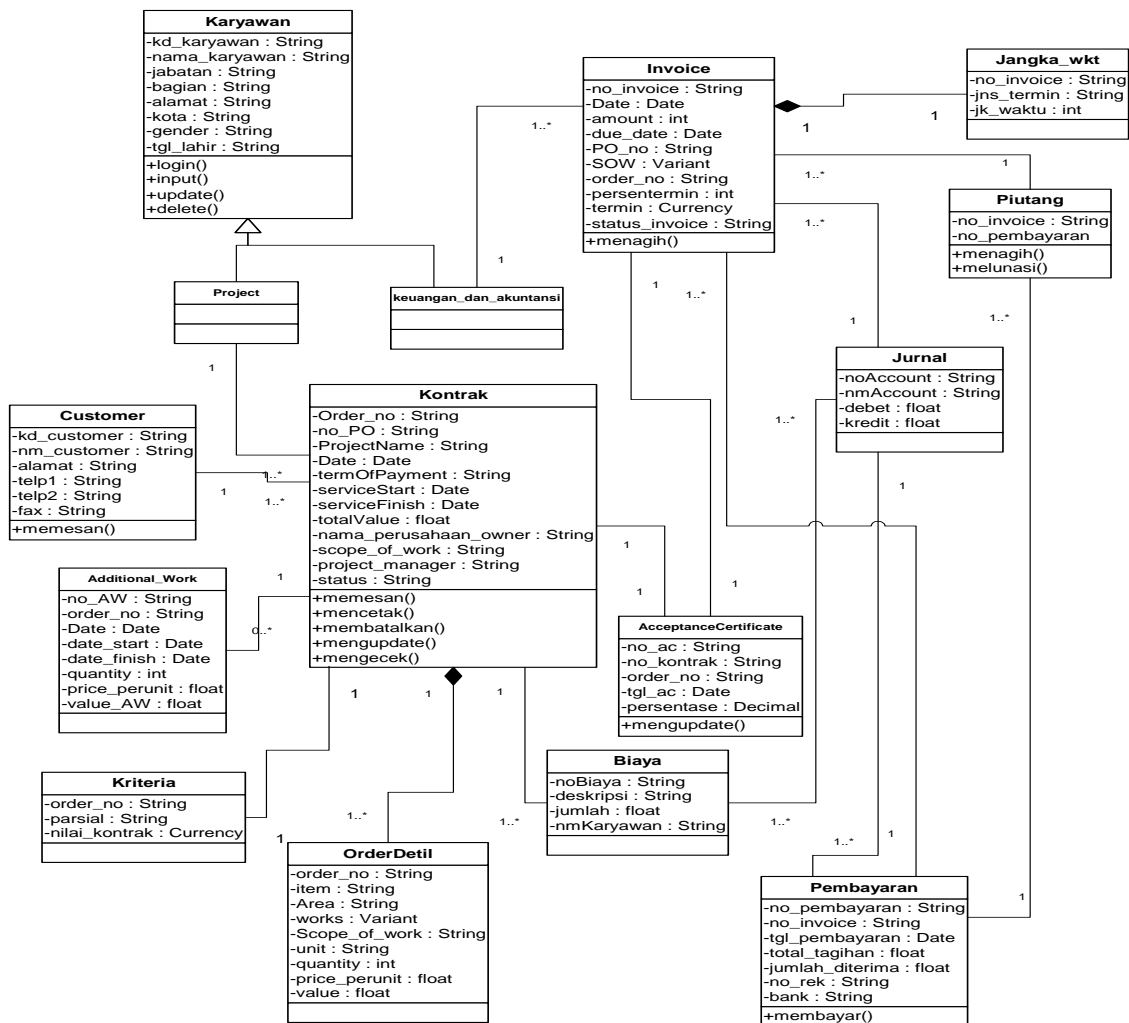 Karyawan
-kd_karyawan : String
-nama_karyawan : String
-jabatan : String
-bagian : String
-alamat : String
-kota : String
-gender : String
-tgl_lahir : String
+login()
+input()
+update()
+delete()
Invoice
-no_invoice : String
-Date : Date
-amount : int
-due_date : Date
-PO_no : String
-SOW : Variant
-order_no : String
-persentermin : int
-termin : Currency
-status_invoice : String
+menagih()
Jangka_wkt
-no_invoice : String
-jns_termin : String
-jk_waktu : int
1..*
1
1
1
1..*
Piutang
-no_invoice : String
-no_pembayaran
+menagih()
+melunasi()
1..*
1
1
1..*
Project
keuangan_dan_akuntansi
1..*
1..*
1
1
Jurnal
-noAccount : String
-nmAccount : String
-debet : float
-kredit : float
Kontrak
-Order_no : String
-no_PO : String
-ProjectName : String
-Date : Date
-termOfPayment : String
-serviceStart : Date
-serviceFinish : Date
-totalValue : float
-nama_perusahaan_owner : String
-scope_of_work : String
-project_manager : String
-status : String
+memesan()
+mencetak()
+membatalkan()
+mengupdate()
+mengecek()
Customer
-kd_customer : String
-nm_customer : String
-alamat : String
-telp1 : String
-telp2 : String
-fax : String
+memesan()
1..*
1
1..*
1..*
1
1
Additional_Work
-no_AW : String
-order_no : String
-Date : Date
-date_start : Date
-date_finish : Date
-quantity : int
-price_perunit : float
-value_AW : float
1
0..*
1
1
AcceptanceCertificate
-no_ac : String
-no_kontrak : String
-order_no : String
-tgl_ac : Date
-persentase : Decimal
+mengupdate()
1
1
1
Biaya
-noBiaya : String
-deskripsi : String
-jumlah : float
-nmKaryawan : String
Kriteria
-order_no : String
-parsial : String
-nilai_kontrak : Currency
1
1..*
1..*
1..*
1
1..*
OrderDetil
-order_no : String
-item : String
-Area : String
-works : Variant
-Scope_of_work : String
-unit : String
-quantity : int
-price_perunit : float
-value : float
Pembayaran
-no_pembayaran : String
-no_invoice : String
-tgl_pembayaran : Date
-total_tagihan : float
-jumlah_diterima : float
-no_rek : String
-bank : String
+membayar()
1